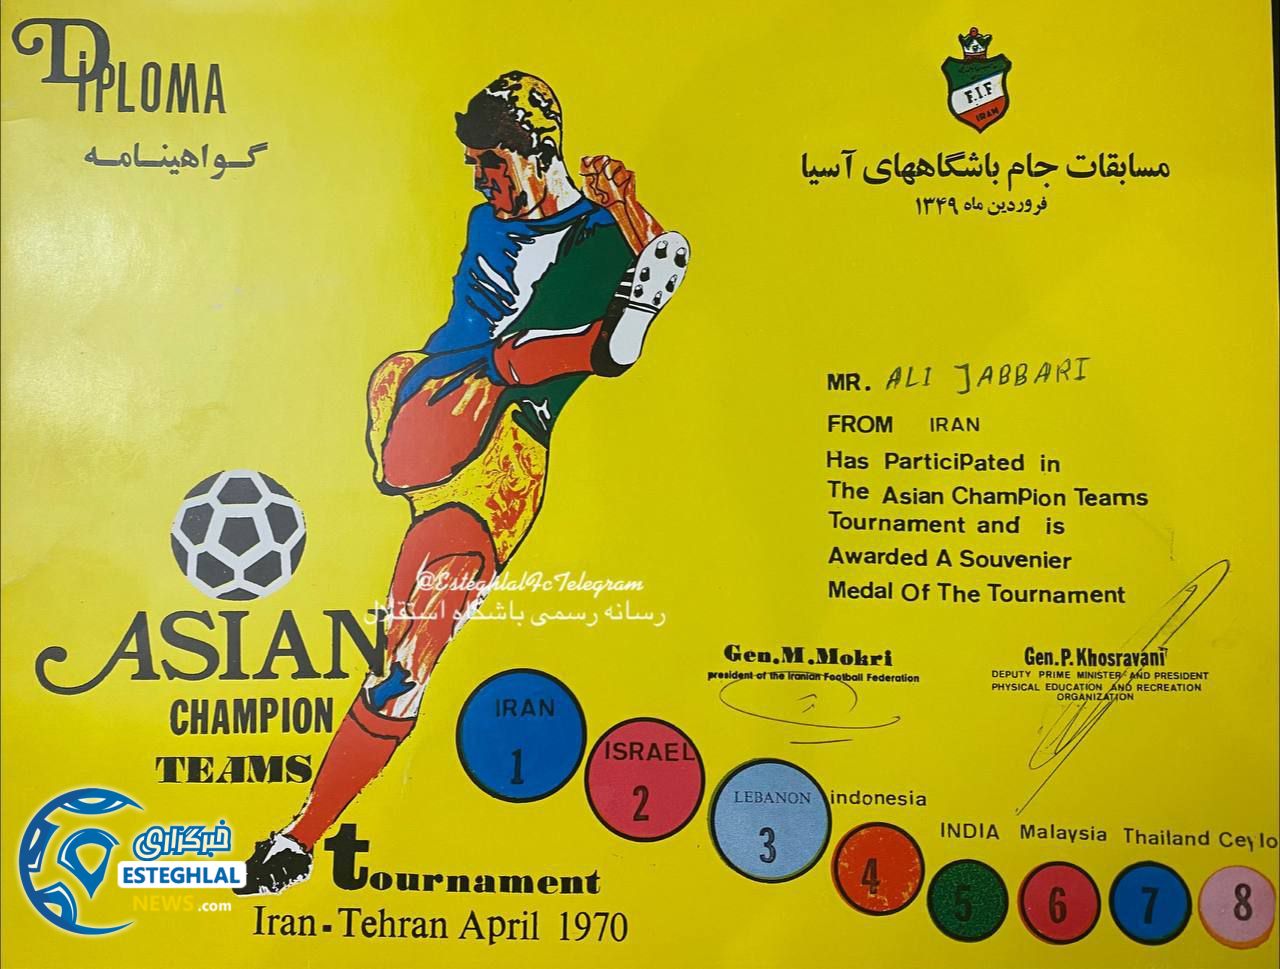 DIPLOMA
گواهینامه
F.I.F
IRAN
مسابقات جام باشگاههای آسیا
فروردین ماه ۱۳۴۹
MR. ALI JABBARI
FROM IRAN
Has ParticiPated in
The Asian ChamPion Teams
Tournament and is
Awarded A Souvenier
Medal Of The Tournament
@EsteghlalFcTelegram
رسانه رسمی باشگاه استقلال
Gen.M.Mokri
president of the Iranian Football Federation
Gen.P.Khosravani
DEPUTY PRIME MINISTER AND PRESIDENT
PHYSICAL EDUCATION AND RECREATION
ORGANIZATION
ASIAN
CHAMPION
TEAMS
tournament
Iran-Tehran April 1970
IRAN
1
ISRAEL
2
LEBANON
3
indonesia
4
INDIA
5
Malaysia
6
Thailand
7
Ceylo
8
خبرگزاری
ESTEGHLAL
NEWS.com